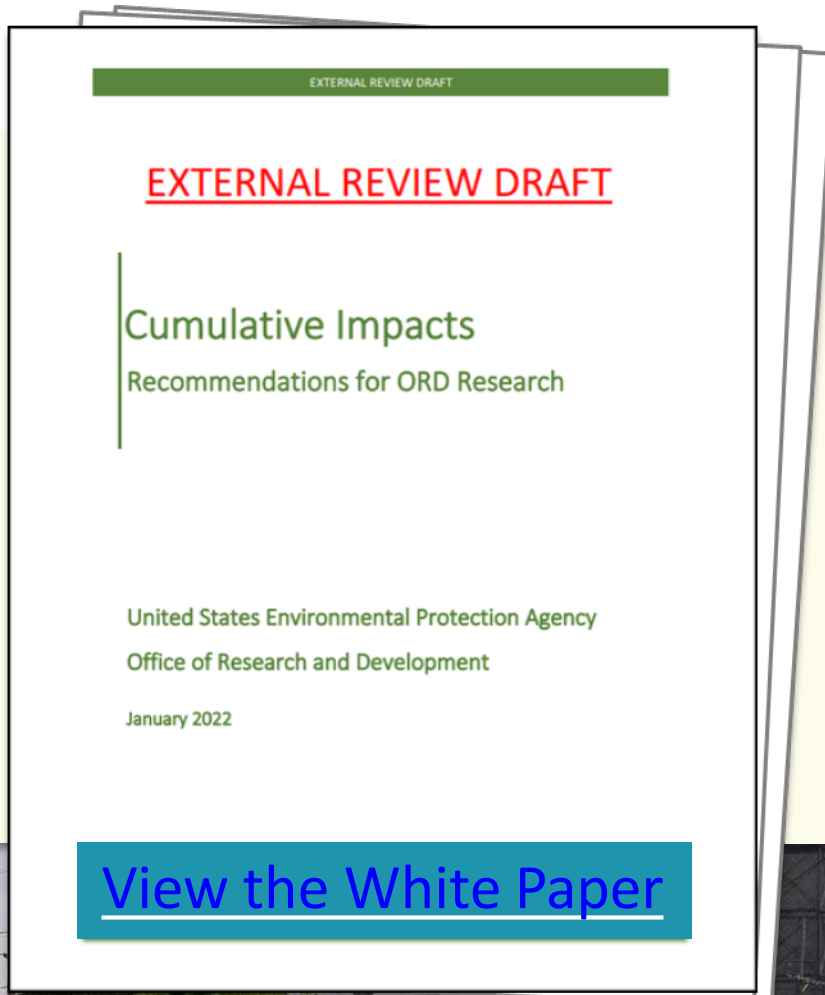 EXTERNAL REVIEW DRAFT
EXTERNAL REVIEW DRAFT
Cumulative Impacts
Recommendations for ORD Research
United States Environmental Protection Agency
Office of Research and Development
January 2022
View the White Paper